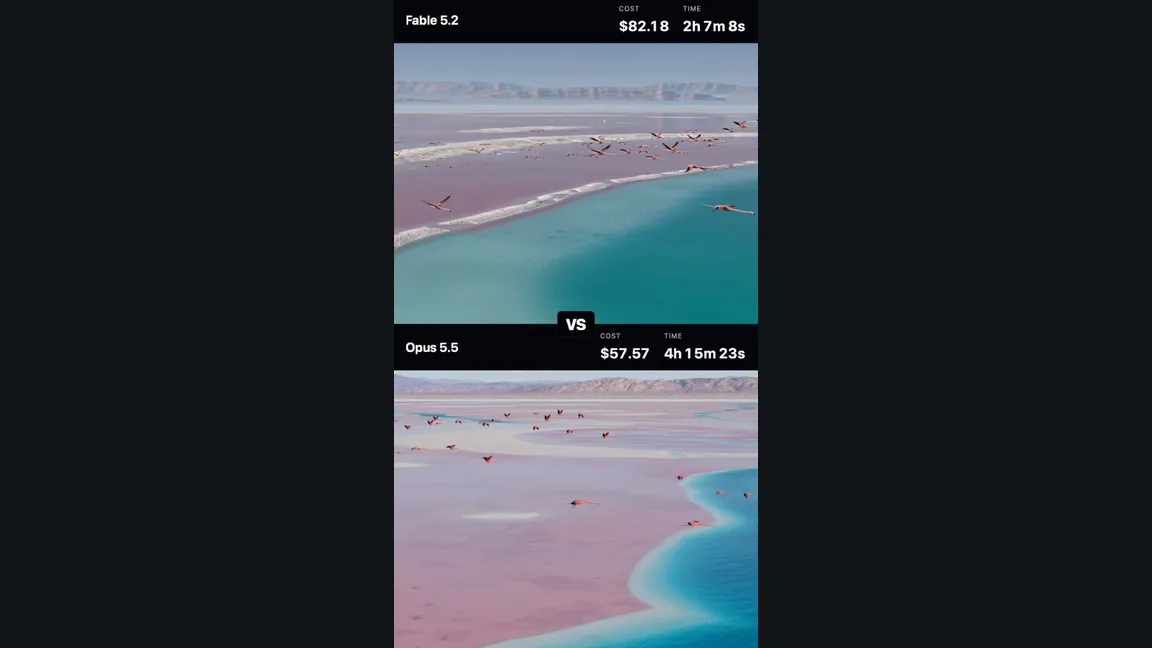 Fable 5.2
COST
TIME
$82.18
2h 7m 8s
VS
Opus 5.5
COST
TIME
$57.57
4h 15m 23s